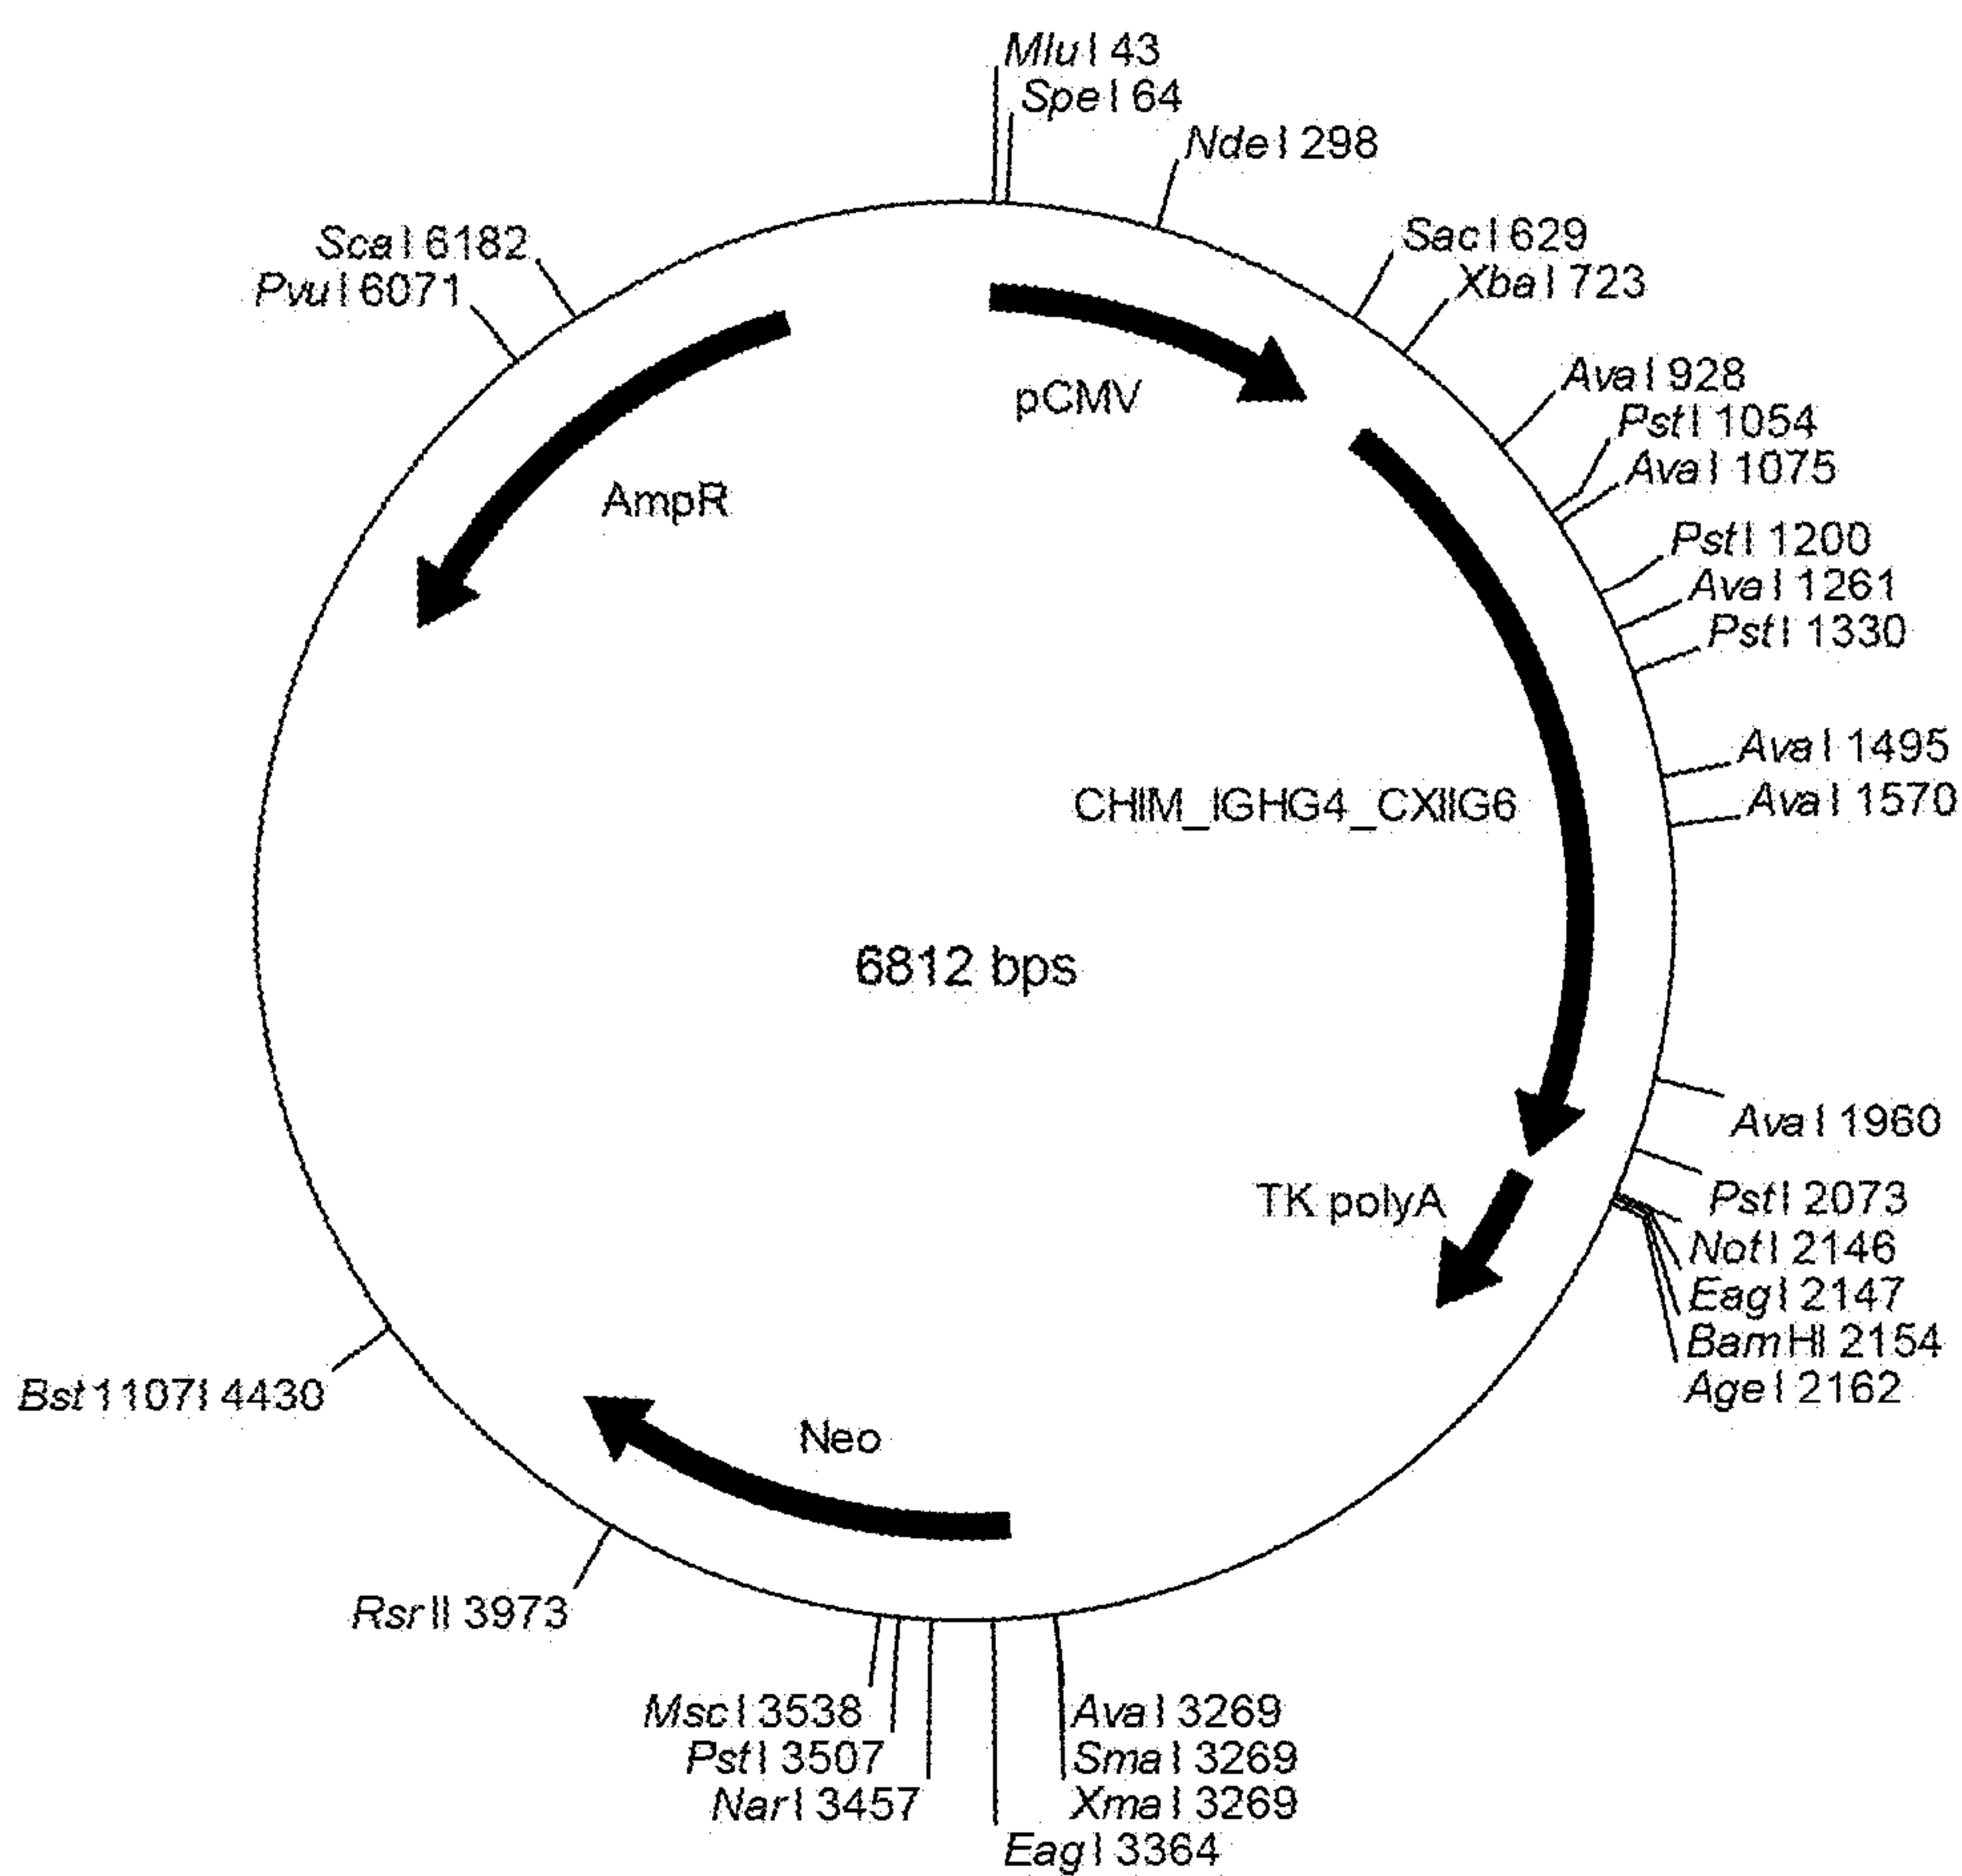 MluI 43
SpeI 64
NdeI 298
SacI 629
XbaI 723
AvaI 928
PstI 1054
AvaI 1075
PstI 1200
AvaI 1261
PstI 1330
AvaI 1495
AvaI 1570
AvaI 1960
PstI 2073
NotI 2146
EagI 2147
BamHI 2154
AgeI 2162
AvaI 3269
SmaI 3269
XmaI 3269
EagI 3364
NarI 3457
PstI 3507
MscI 3538
RsrII 3973
Bst1107I 4430
PvuI 6071
ScaI 6182
pCMV
AmpR
CHIM_IGHG4_CXIIG6
6812 bps
TK polyA
Neo